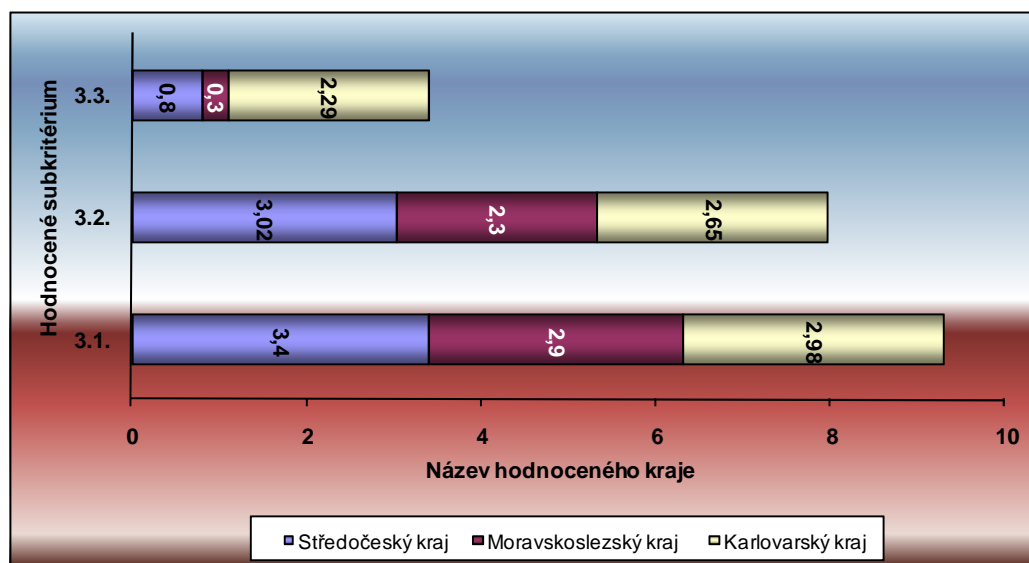 Hodnocené subkritérium
3.3.
0,8 0,3 2,29
3.2.
3,02 2,3 2,65
3.1.
3,4 2,9 2,98
0 2 4 6 8 10
Název hodnoceného kraje
Středočeský kraj Moravskoslezský kraj Karlovarský kraj